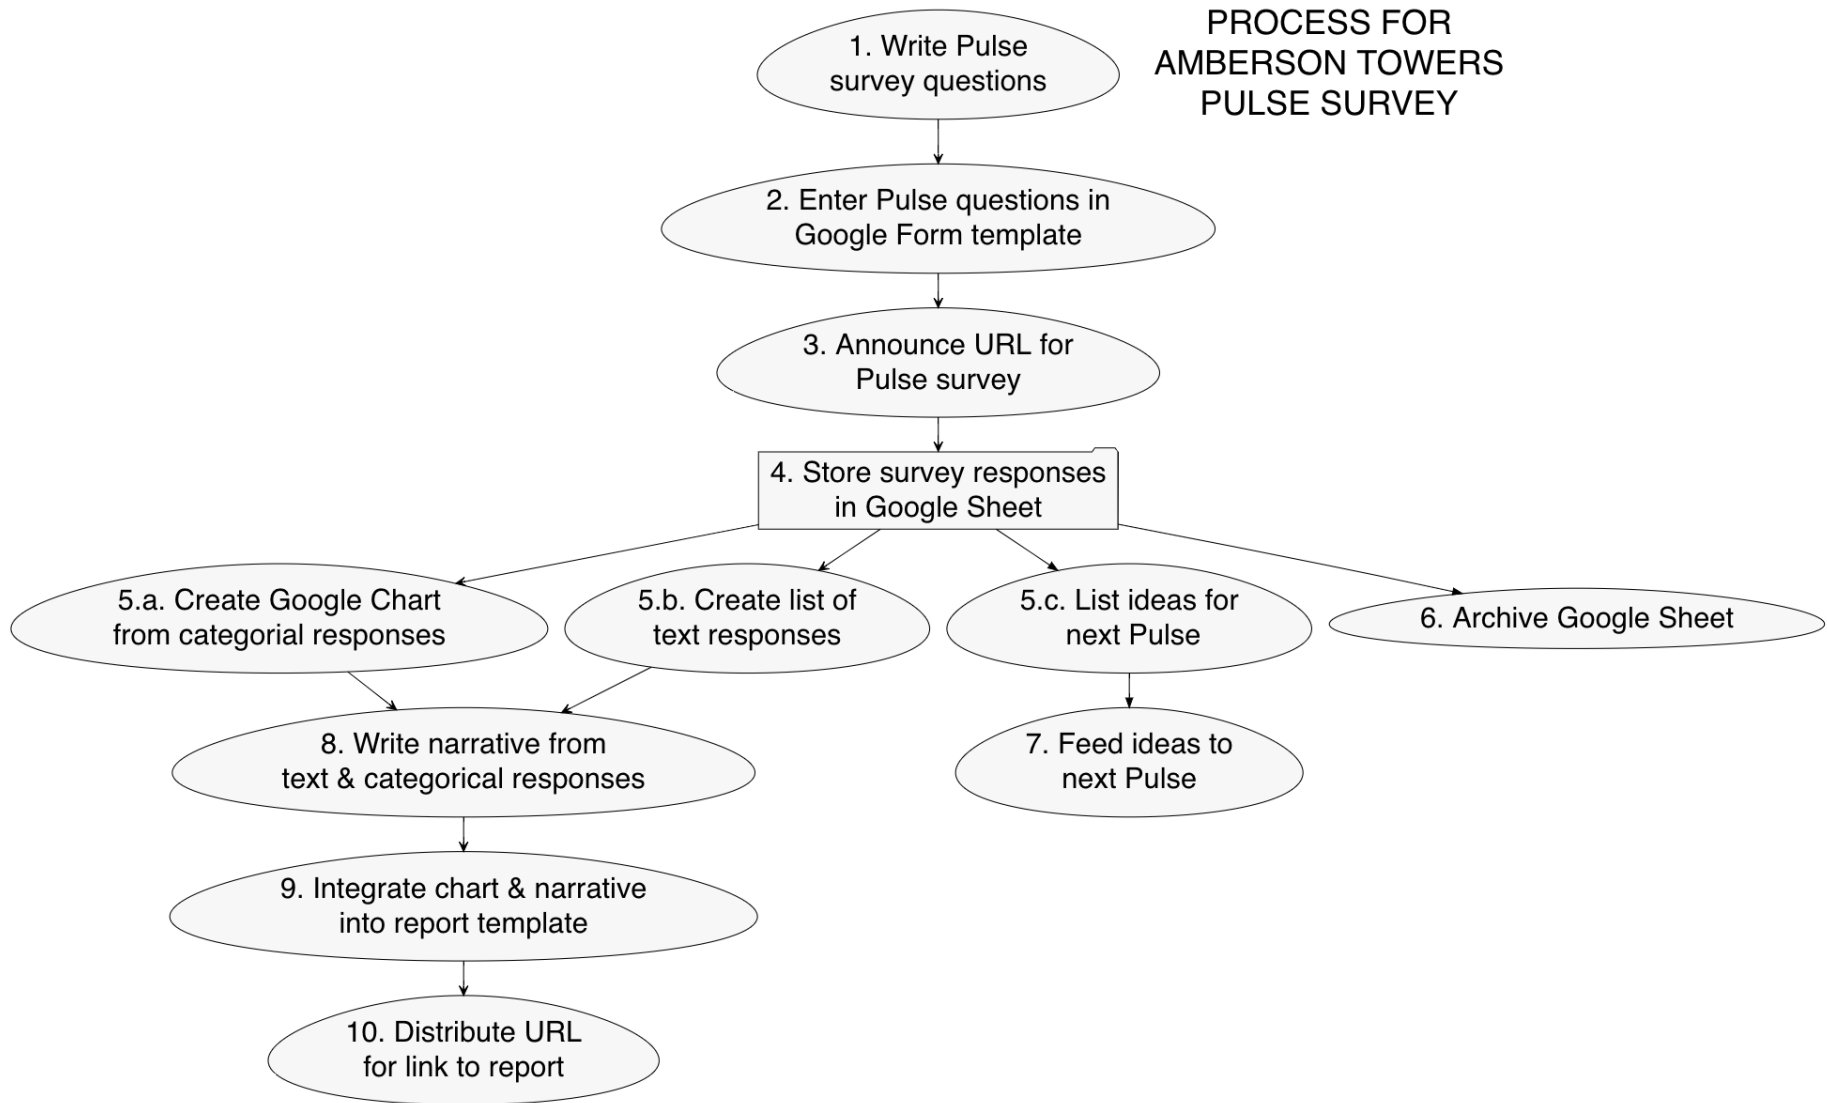 PROCESS FOR
AMBERSON TOWERS
PULSE SURVEY
1. Write Pulse
survey questions
2. Enter Pulse questions in
Google Form template
3. Announce URL for
Pulse survey
4. Store survey responses
in Google Sheet
5.a. Create Google Chart
from categorial responses
5.b. Create list of
text responses
5.c. List ideas for
next Pulse
6. Archive Google Sheet
8. Write narrative from
text & categorical responses
7. Feed ideas to
next Pulse
9. Integrate chart & narrative
into report template
10. Distribute URL
for link to report